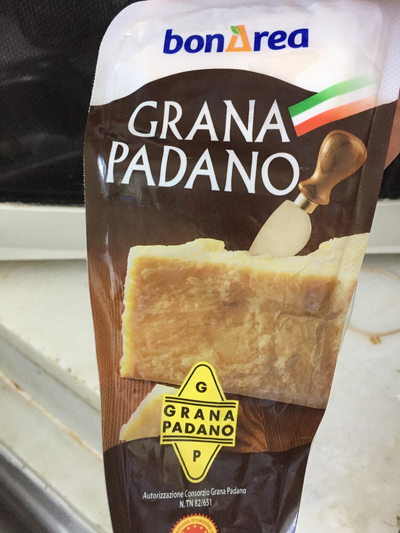 bonÀrea
GRANA
PADANO
G
GRANA
PADANO
P
Autorizzazione Consorzio Grana Padano
N. TN 82/651